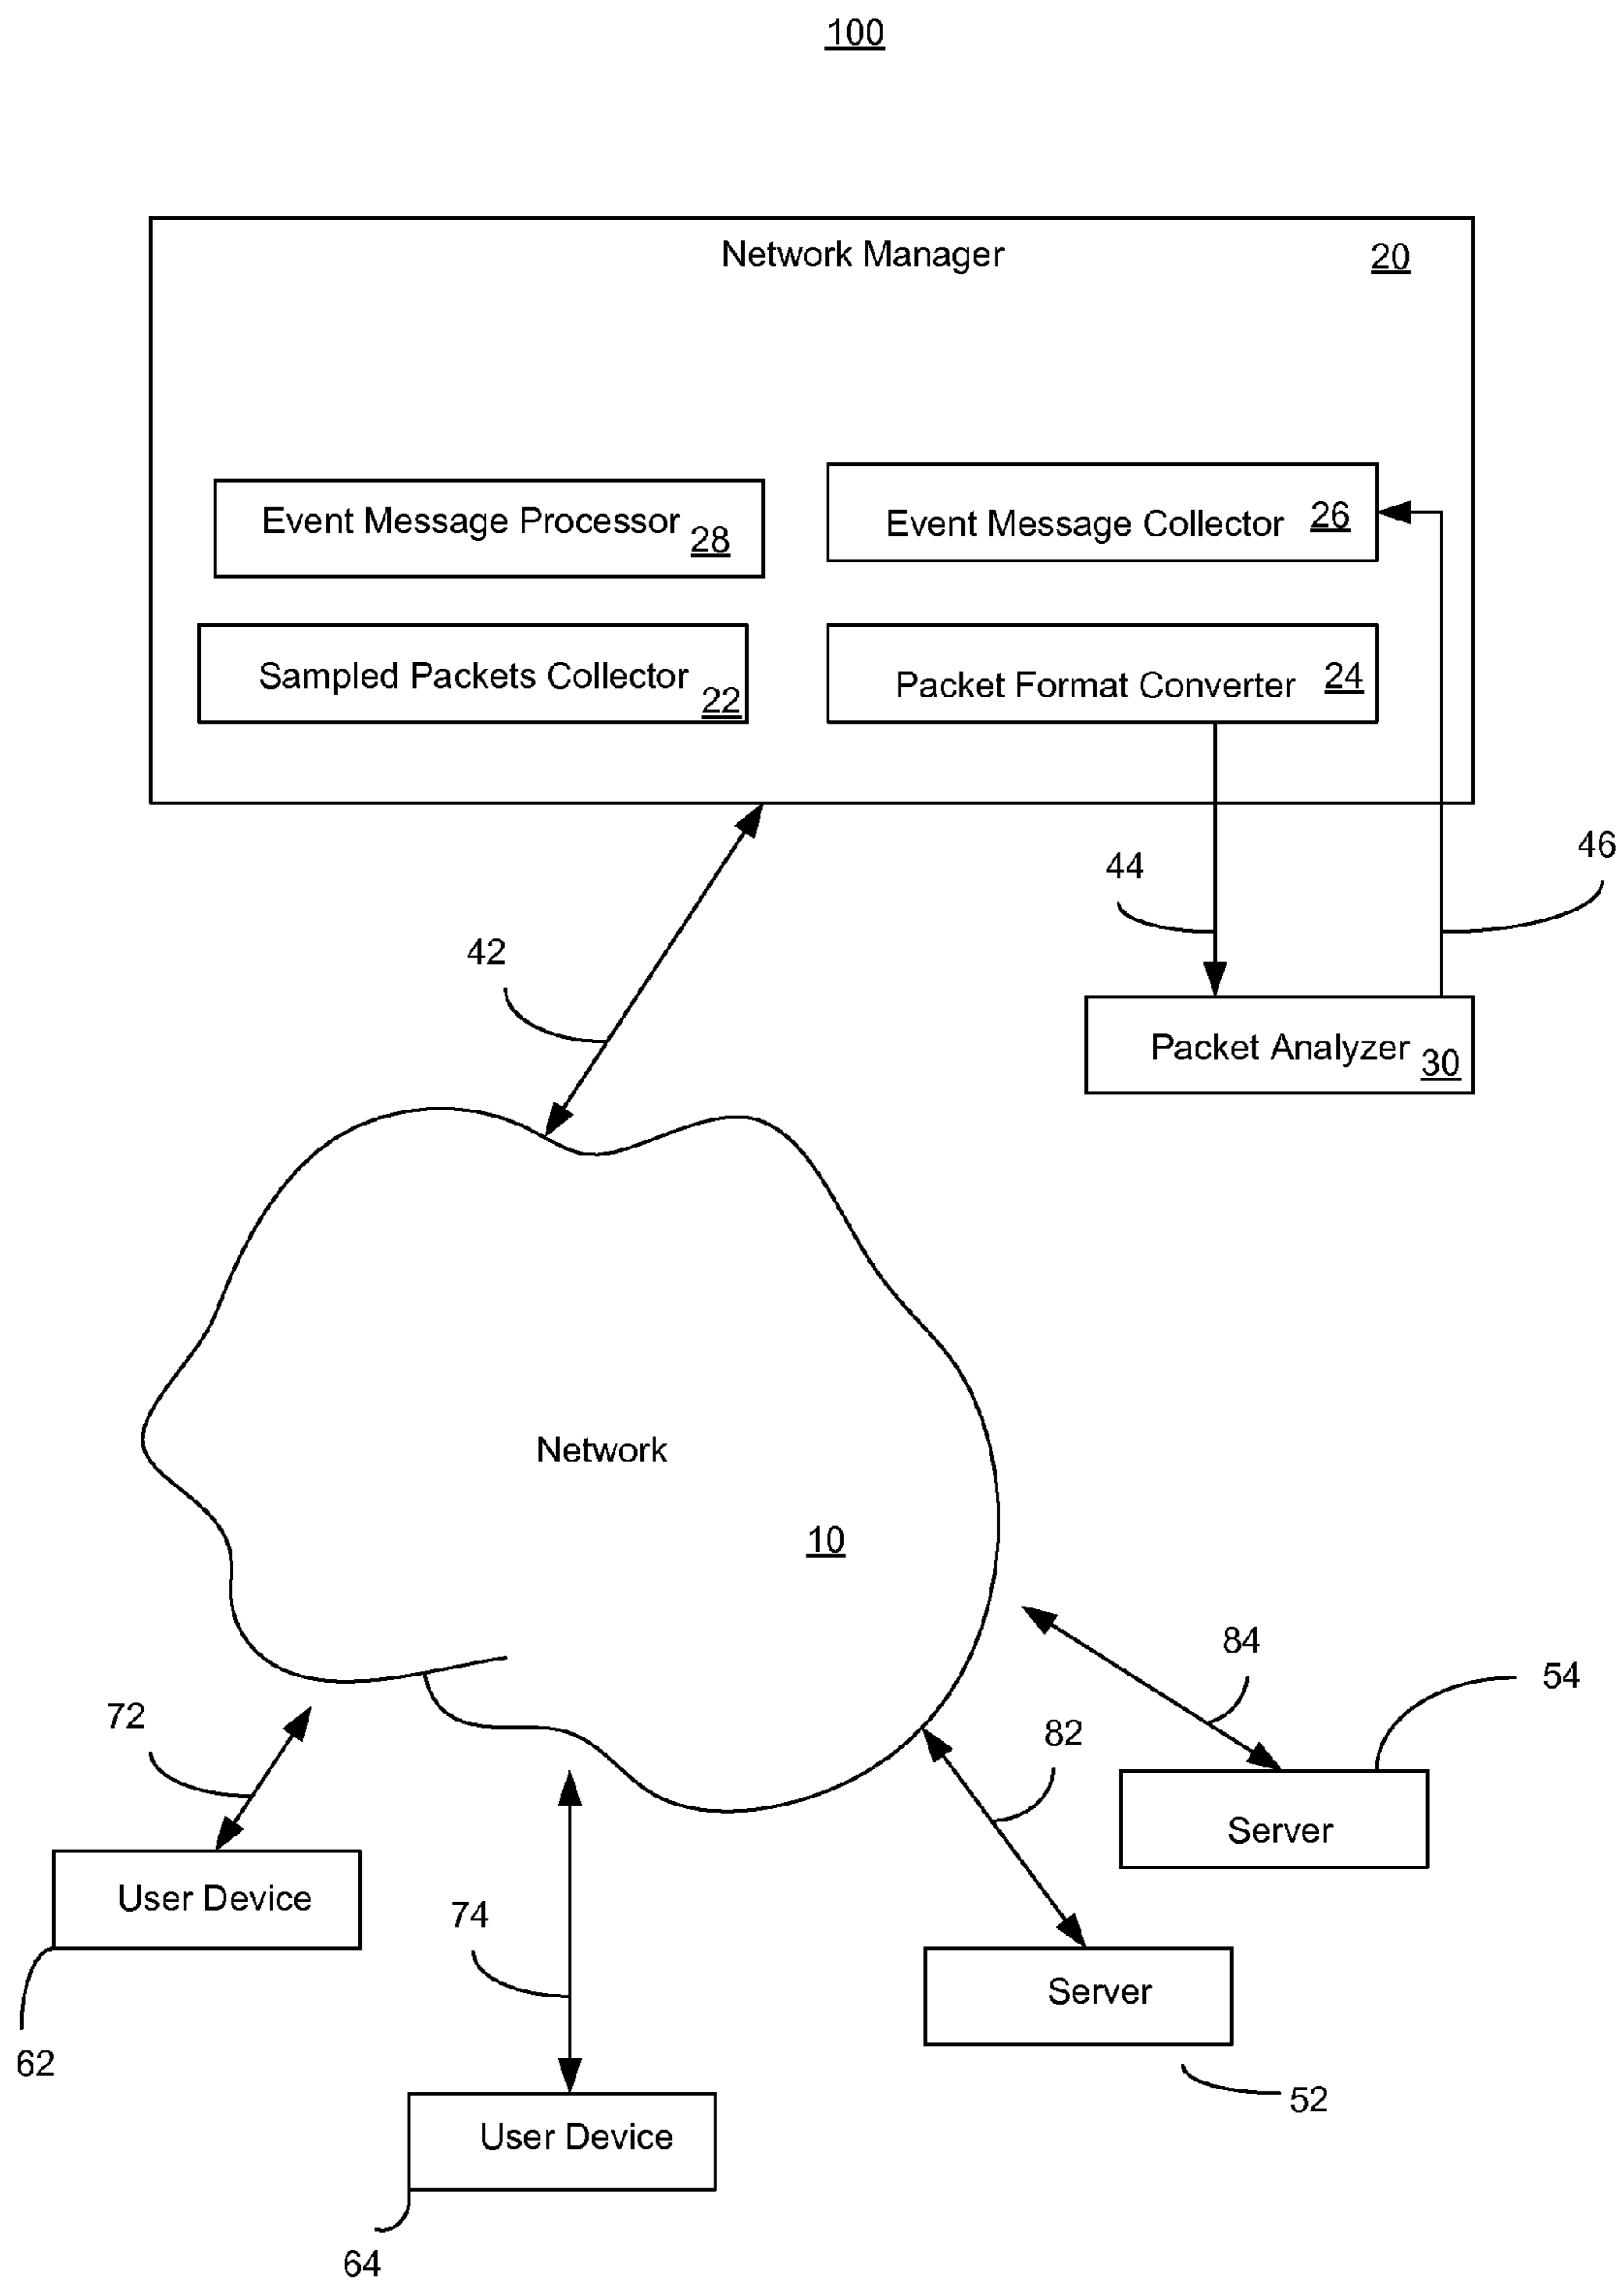 100
Network Manager 20
Event Message Processor 28
Event Message Collector 26
Sampled Packets Collector 22
Packet Format Converter 24
44
46
42
Packet Analyzer 30
Network
10
84
54
72
82
Server
User Device
74
Server
62
52
User Device
64